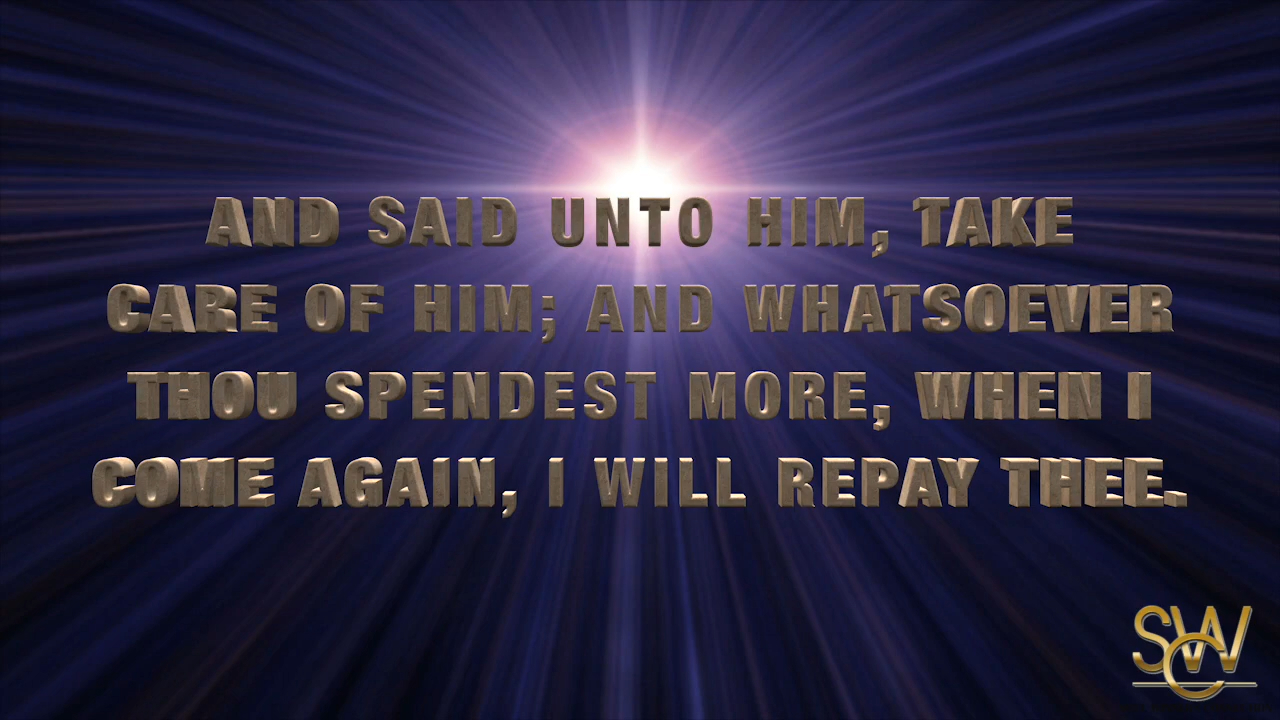 AND SAID UNTO HIM, TAKE
CARE OF HIM; AND WHATSOEVER
THOU SPENDEST MORE, WHEN I
COME AGAIN, I WILL REPAY THEE.
SCW